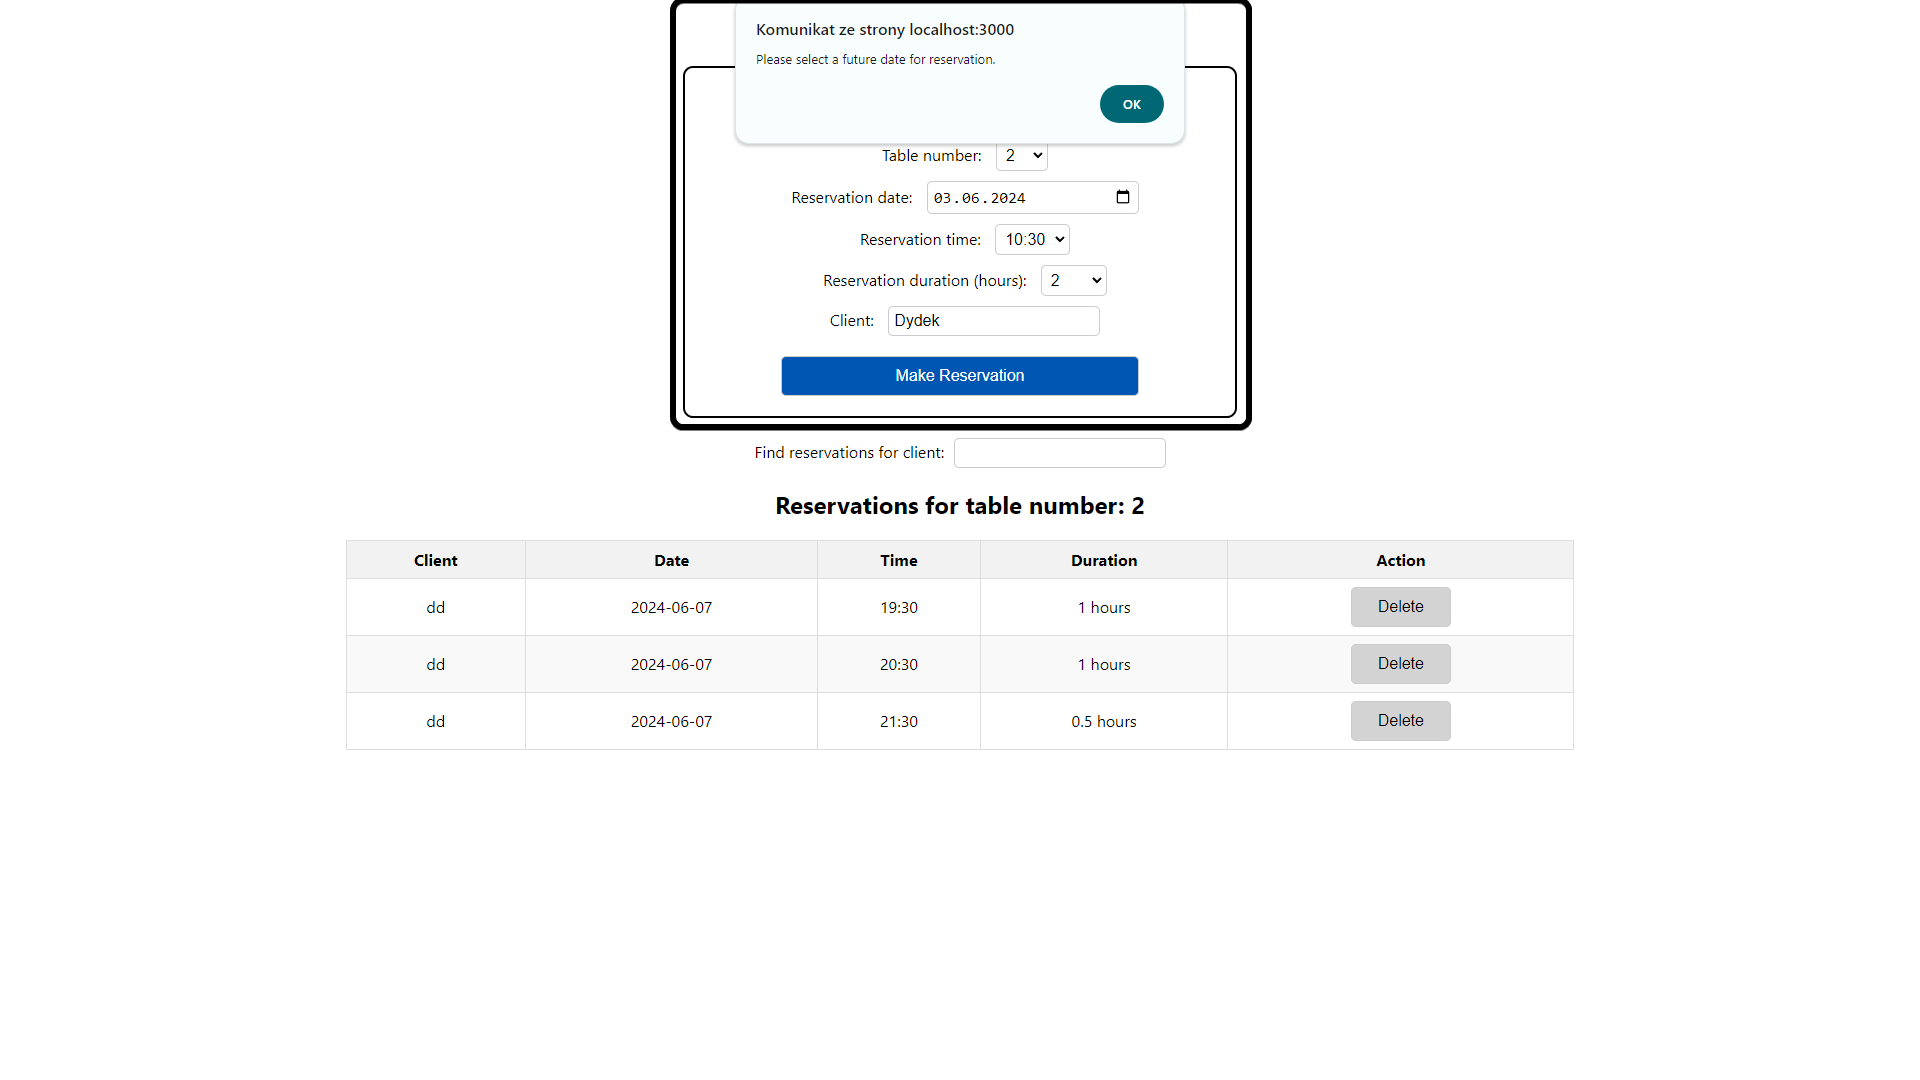 Komunikat ze strony localhost:3000
Please select a future date for reservation.
OK
Table number: 2
Reservation date: 03.06.2024
Reservation time: 10:30
Reservation duration (hours): 2
Client: Dydek
Make Reservation
Find reservations for client:
Reservations for table number: 2
Client Date Time Duration Action
dd 2024-06-07 19:30 1 hours Delete
dd 2024-06-07 20:30 1 hours Delete
dd 2024-06-07 21:30 0.5 hours Delete